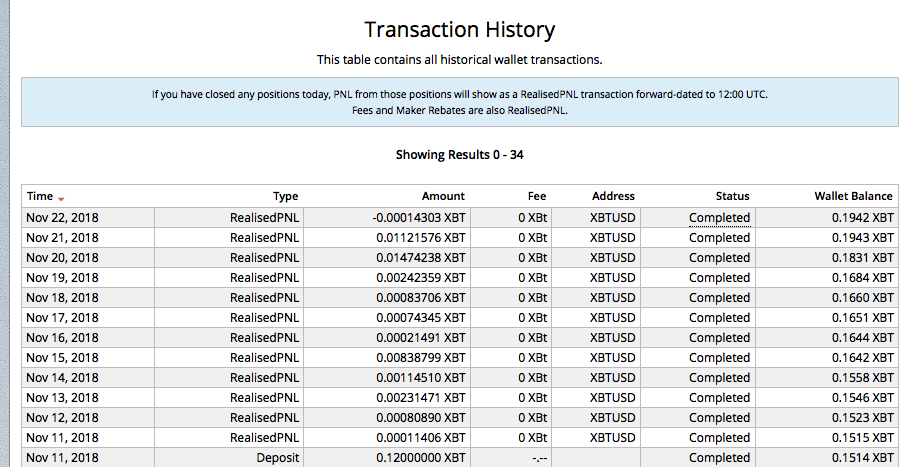 Transaction History
This table contains all historical wallet transactions.
If you have closed any positions today, PNL from those positions will show as a RealisedPNL transaction forward-dated to 12:00 UTC.
Fees and Maker Rebates are also RealisedPNL.
Showing Results 0 - 34
Time Type Amount Fee Address Status Wallet Balance
Nov 22, 2018 RealisedPNL -0.00014303 XBT 0 XBt XBTUSD Completed 0.1942 XBT
Nov 21, 2018 RealisedPNL 0.01121576 XBT 0 XBt XBTUSD Completed 0.1943 XBT
Nov 20, 2018 RealisedPNL 0.01474238 XBT 0 XBt XBTUSD Completed 0.1831 XBT
Nov 19, 2018 RealisedPNL 0.00242359 XBT 0 XBt XBTUSD Completed 0.1684 XBT
Nov 18, 2018 RealisedPNL 0.00083706 XBT 0 XBt XBTUSD Completed 0.1660 XBT
Nov 17, 2018 RealisedPNL 0.00074345 XBT 0 XBt XBTUSD Completed 0.1651 XBT
Nov 16, 2018 RealisedPNL 0.00021491 XBT 0 XBt XBTUSD Completed 0.1644 XBT
Nov 15, 2018 RealisedPNL 0.00838799 XBT 0 XBt XBTUSD Completed 0.1642 XBT
Nov 14, 2018 RealisedPNL 0.00114510 XBT 0 XBt XBTUSD Completed 0.1558 XBT
Nov 13, 2018 RealisedPNL 0.00231471 XBT 0 XBt XBTUSD Completed 0.1546 XBT
Nov 12, 2018 RealisedPNL 0.00080890 XBT 0 XBt XBTUSD Completed 0.1523 XBT
Nov 11, 2018 RealisedPNL 0.00011406 XBT 0 XBt XBTUSD Completed 0.1515 XBT
Nov 11, 2018 Deposit 0.12000000 XBT -.-- Completed 0.1514 XBT